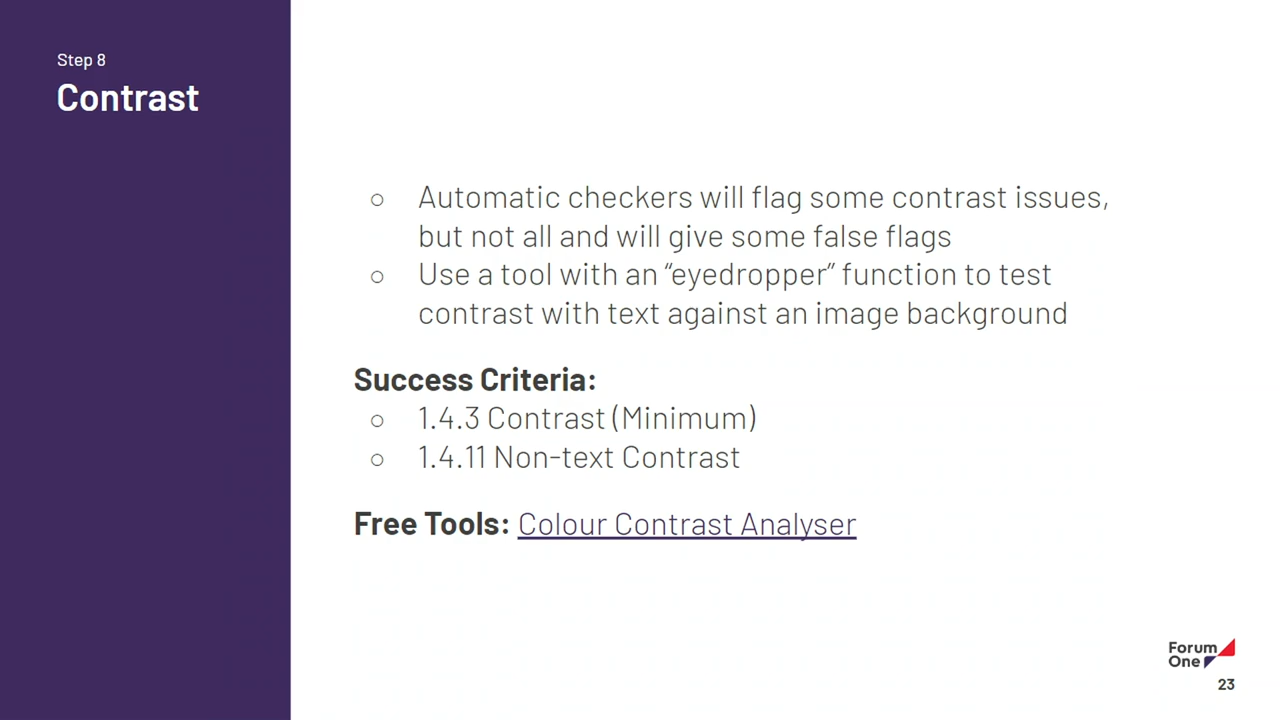 Step 8
Contrast
○ Automatic checkers will flag some contrast issues,
but not all and will give some false flags
○ Use a tool with an “eyedropper” function to test
contrast with text against an image background
Success Criteria:
○ 1.4.3 Contrast (Minimum)
○ 1.4.11 Non-text Contrast
Free Tools: Colour Contrast Analyser
Forum
One
23